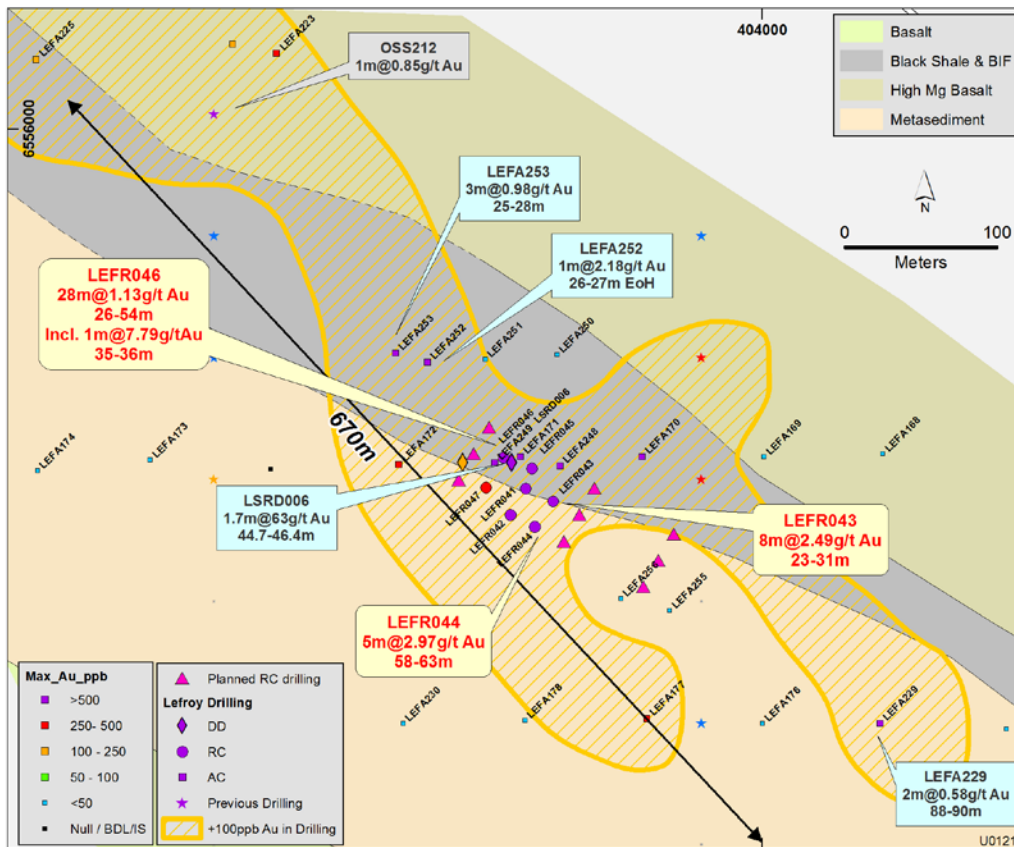 404000
6556000
Basalt
Black Shale & BIF
High Mg Basalt
Metasediment
N
0
100
Meters
LEFA225
LEFA223
OSS212
1m@0.85g/t Au
LEFA253
3m@0.98g/t Au
25-28m
LEFA252
1m@2.18g/t Au
26-27m EoH
LEFR046
28m@1.13g/t Au
26-54m
Incl. 1m@7.79g/tAu
35-36m
670m
LEFA253
LEFA252
LEFA251
LEFA250
LEFA174
LEFA173
LEFA172
LEFR046
LSRD006
LEFA249
LEFA171
LEFR045
LEFA248
LEFA170
LEFA169
LEFA168
LEFR047
LEFR041
LEFR043
LEFR042
LEFR044
LSRD006
1.7m@63g/t Au
44.7-46.4m
LEFR043
8m@2.49g/t Au
23-31m
LEFR044
5m@2.97g/t Au
58-63m
LEFA255
LEFA230
LEFA178
LEFA177
LEFA176
LEFA229
LEFA229
2m@0.58g/t Au
88-90m
Max_Au_ppb
>500
250- 500
100 - 250
50 - 100
<50
Null / BDL/IS
Planned RC drilling
Lefroy Drilling
DD
RC
AC
Previous Drilling
+100ppb Au in Drilling
U0121